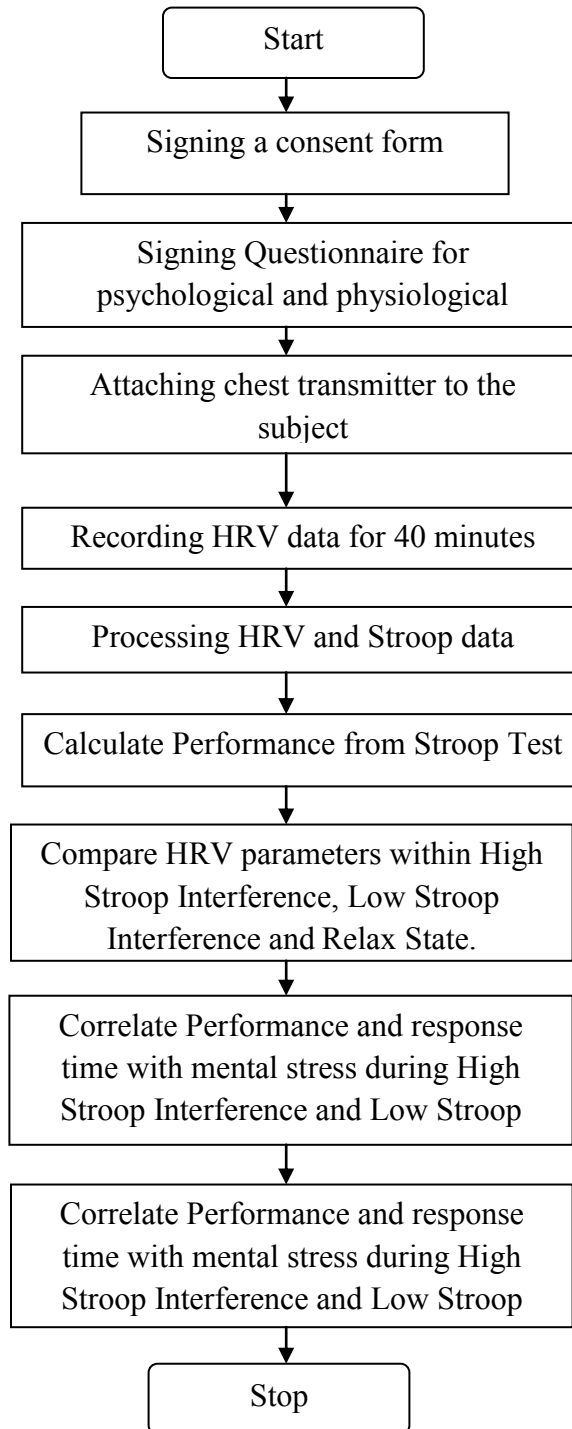 Start
Signing a consent form
Signing Questionnaire for
psychological and physiological
Attaching chest transmitter to the
subject
Recording HRV data for 40 minutes
Processing HRV and Stroop data
Calculate Performance from Stroop Test
Compare HRV parameters within High
Stroop Interference, Low Stroop
Interference and Relax State.
Correlate Performance and response
time with mental stress during High
Stroop Interference and Low Stroop
Correlate Performance and response
time with mental stress during High
Stroop Interference and Low Stroop
Stop